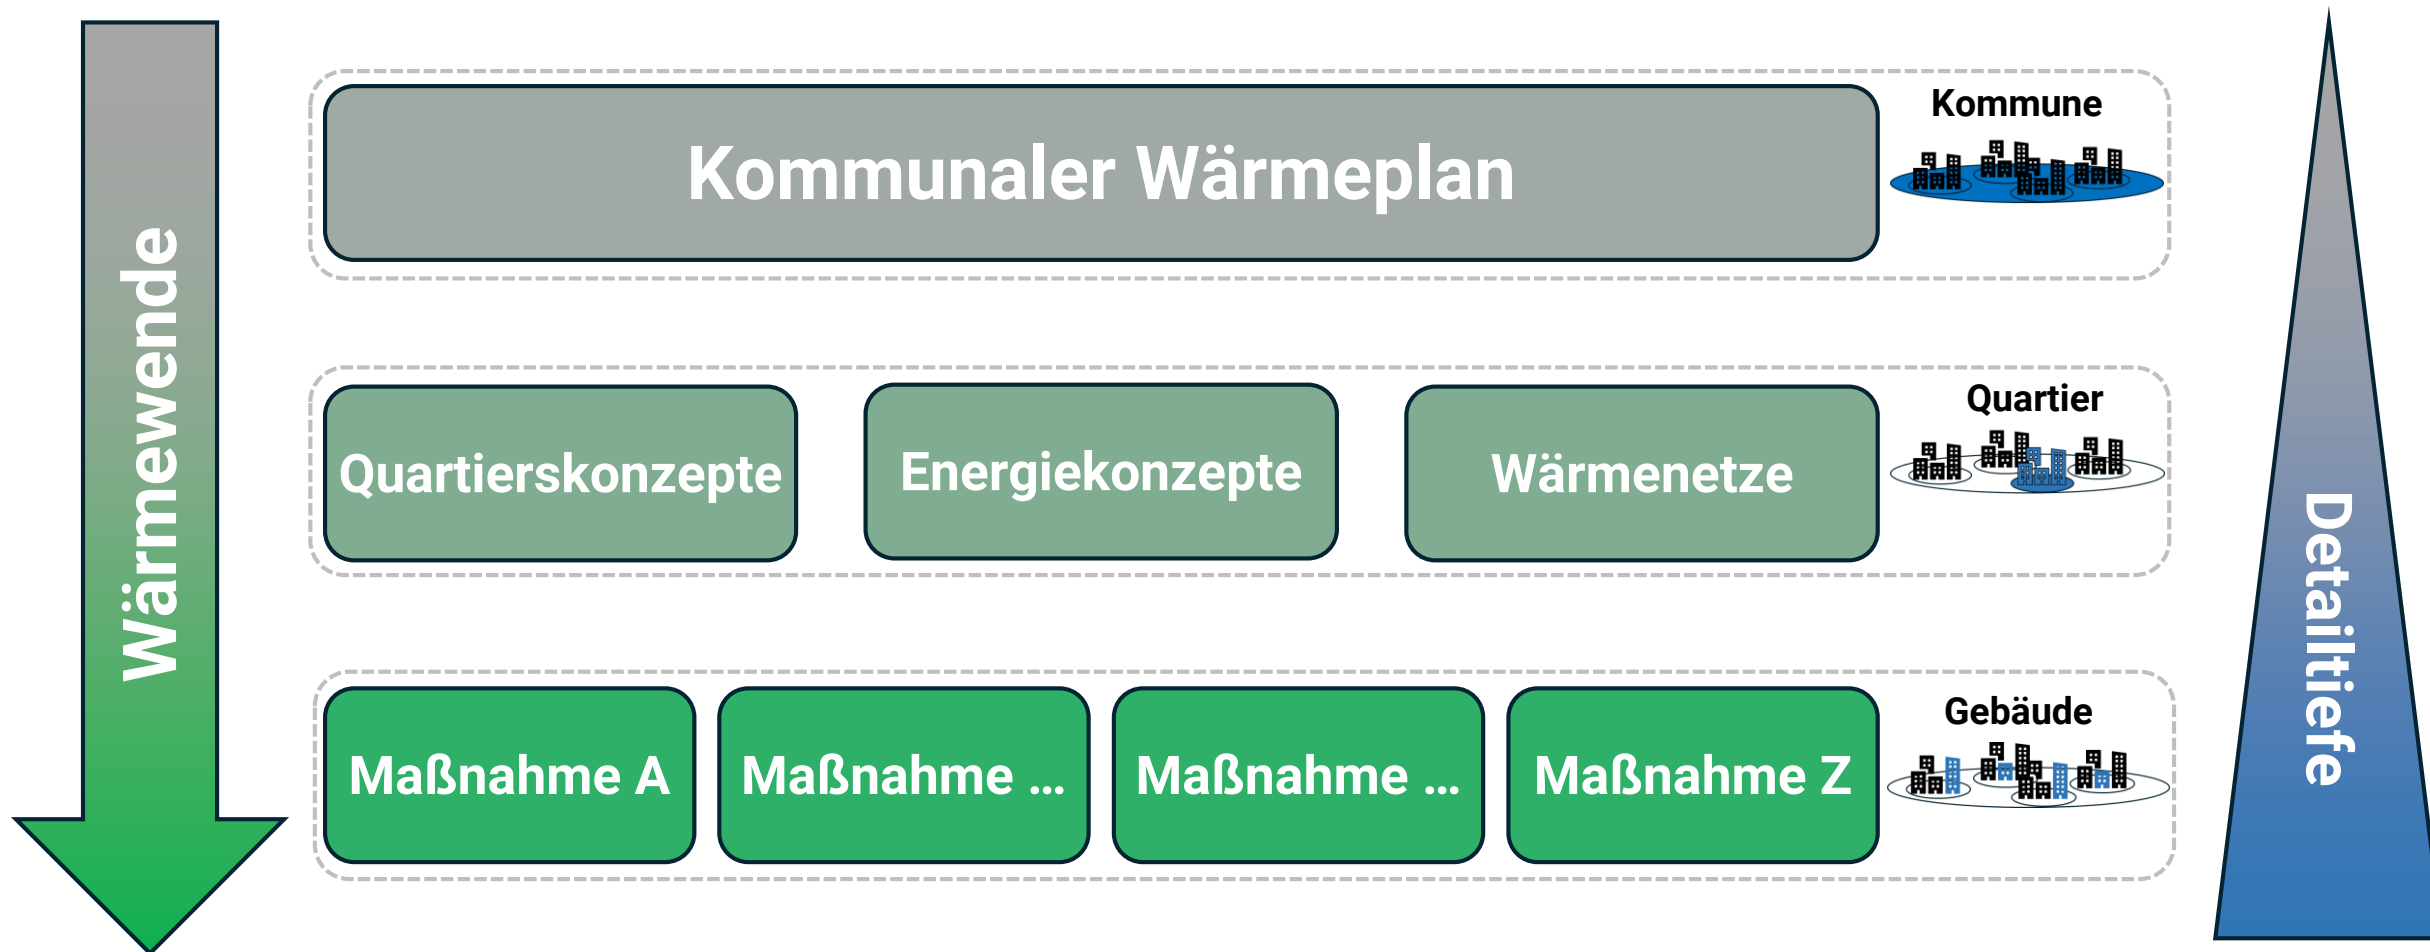 Wärmewende
Kommunaler Wärmeplan
Kommune
Quartierskonzepte
Energiekonzepte
Wärmenetze
Quartier
Maßnahme A
Maßnahme ...
Maßnahme ...
Maßnahme Z
Gebäude
Detailtiefe